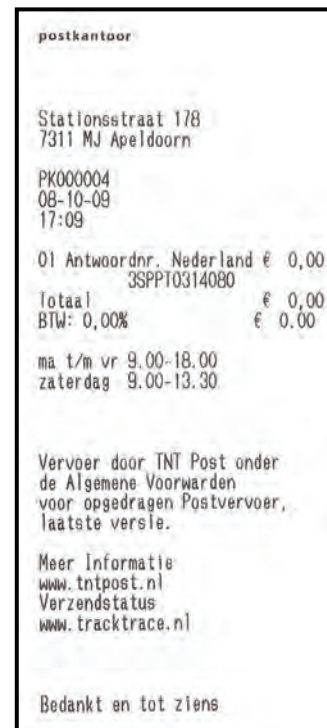 postkantoor
Stationsstraat 178
7311 MJ Apeldoorn
PK000004
08-10-09
17:09
01 Antwoordnr. Nederland € 0,00
3SPPT0314080
Totaal € 0,00
BTW: 0,00% € 0.00
ma t/m vr 9.00-18.00
zaterdag 9.00-13.30
Vervoer door TNT Post onder
de Algemene Voorwarden
voor opgedragen Postvervoer,
laatste versie.
Meer Informatie
www.tntpost.nl
Verzendstatus
www.tracktrace.nl
Bedankt en tot ziens